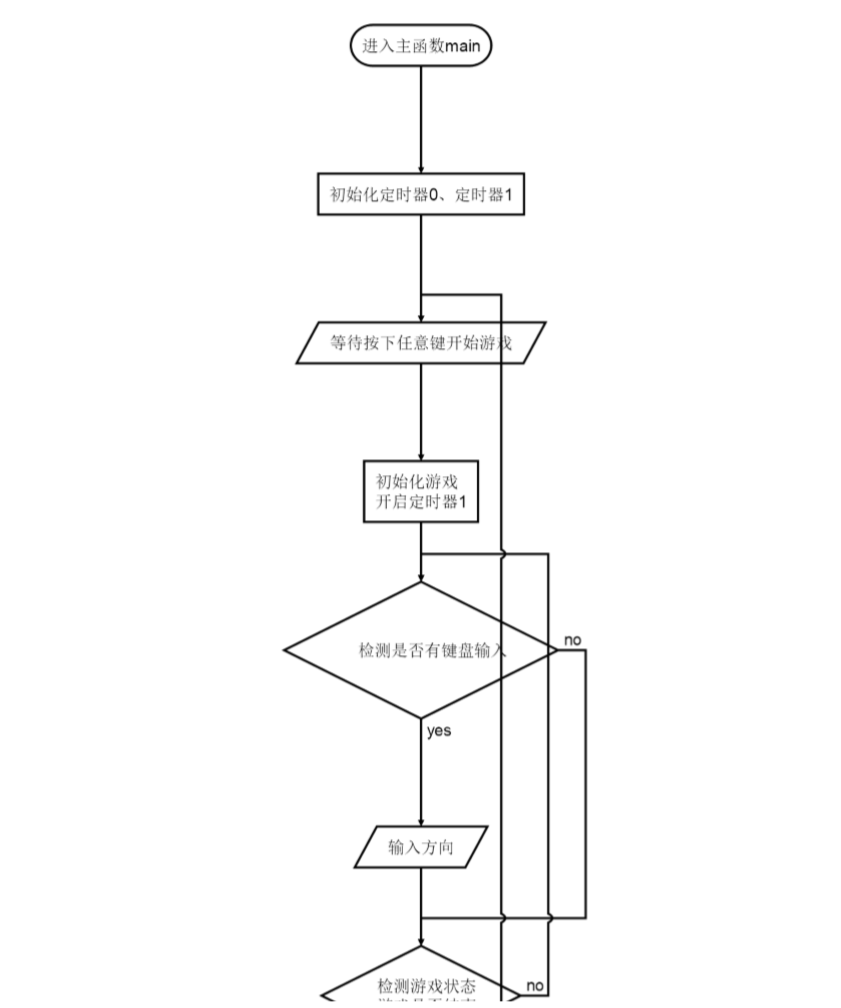 进入主函数main
初始化定时器0、定时器1
等待按下任意键开始游戏
初始化游戏
开启定时器1
检测是否有键盘输入
no
yes
输入方向
检测游戏状态
no